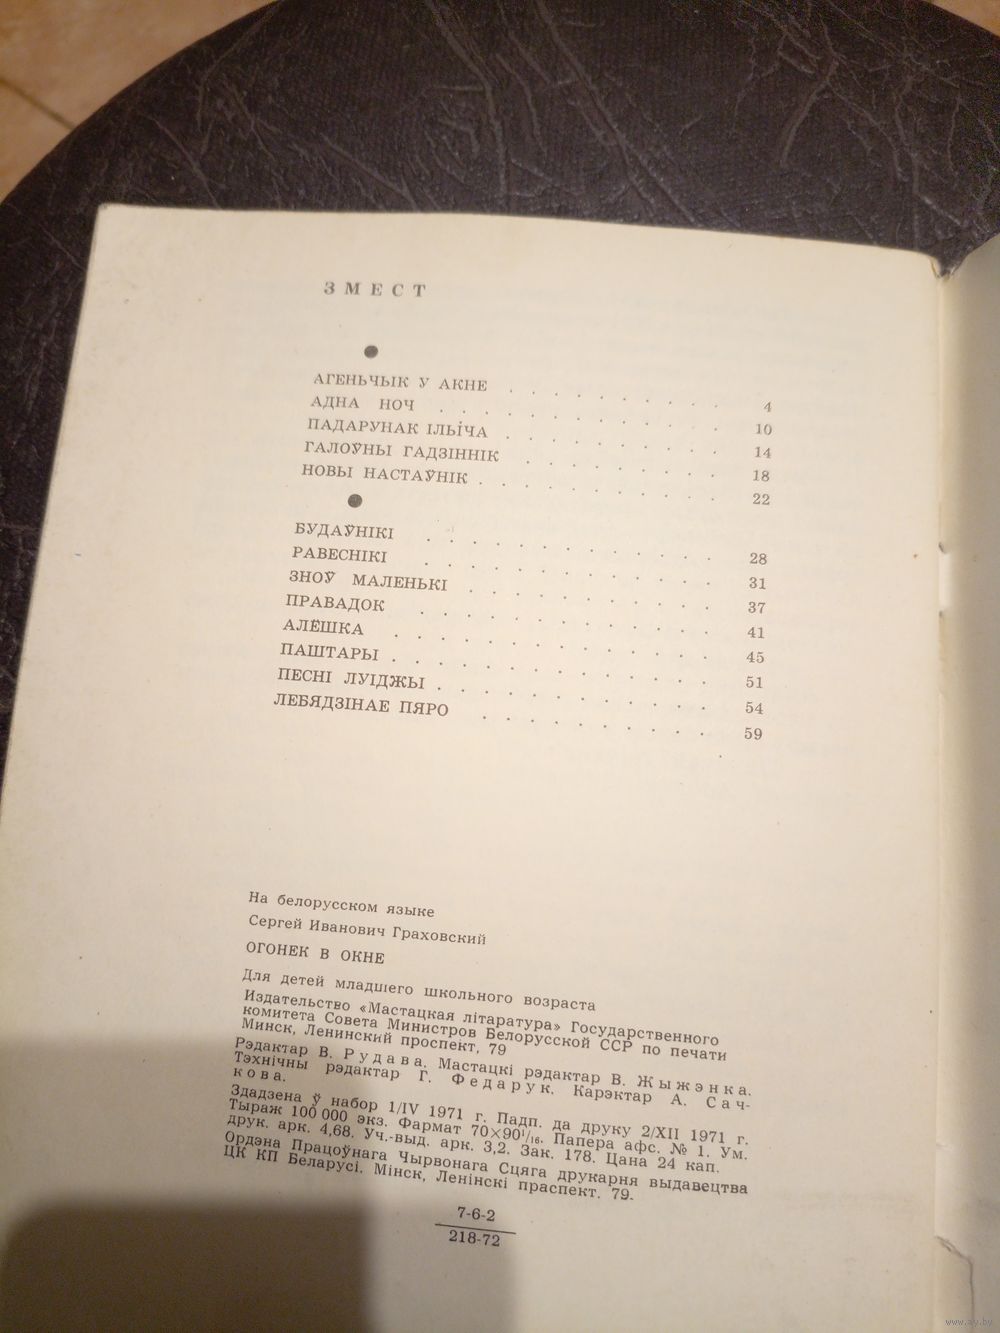 ЗМЕСТ
АГЕНЬЧЫК У АКНЕ . . . . . . . . . . 4
АДНА НОЧ . . . . . . . . . . . . 10
ПАДАРУНАК ІЛЬІЧА . . . . . . . . . . 14
ГАЛОЎНЫ ГАДЗІННІК . . . . . . . . . 18
НОВЫ НАСТАЎНІК . . . . . . . . . . . 22
БУДАЎНІКІ . . . . . . . . . . . . 28
РАВЕСНІКІ . . . . . . . . . . . . 31
ЗНОЎ МАЛЕНЬКІ . . . . . . . . . . . 37
ПРАВАДОК . . . . . . . . . . . . 41
АЛЁШКА . . . . . . . . . . . . . 45
ПАШТАРЫ . . . . . . . . . . . . . 51
ПЕСНІ ЛУІДЖЫ . . . . . . . . . . . 54
ЛЕБЯДЗІНАЕ ПЯРО . . . . . . . . . . 59
На белорусском языке
Сергей Иванович Граховский
ОГОНЕК В ОКНЕ
Для детей младшего школьного возраста
Издательство «Мастацкая літаратура» Государственного
комитета Совета Министров Белорусской ССР по печати
Минск, Ленинский проспект, 79
Рэдактар В. Рудава. Мастацкі рэдактар В. Жыжэнка.
Тэхнічны рэдактар Г. Федарук. Карэктар А. Сач-
кова.
Здадзена ў набор 1/IV 1971 г. Падп. да друку 2/XII 1971 г.
Тыраж 100 000 экз. Фармат 70×90¹/₁₆. Папера афс. № 1. Ум.
друк. арк. 4,68. Уч.-выд. арк. 3,2. Зак. 178. Цана 24 кап.
Ордэна Працоўнага Чырвонага Сцяга друкарня выдавецтва
ЦК КП Беларусі. Мінск, Ленінскі праспект. 79.
7-6-2
218-72
www.ay.by